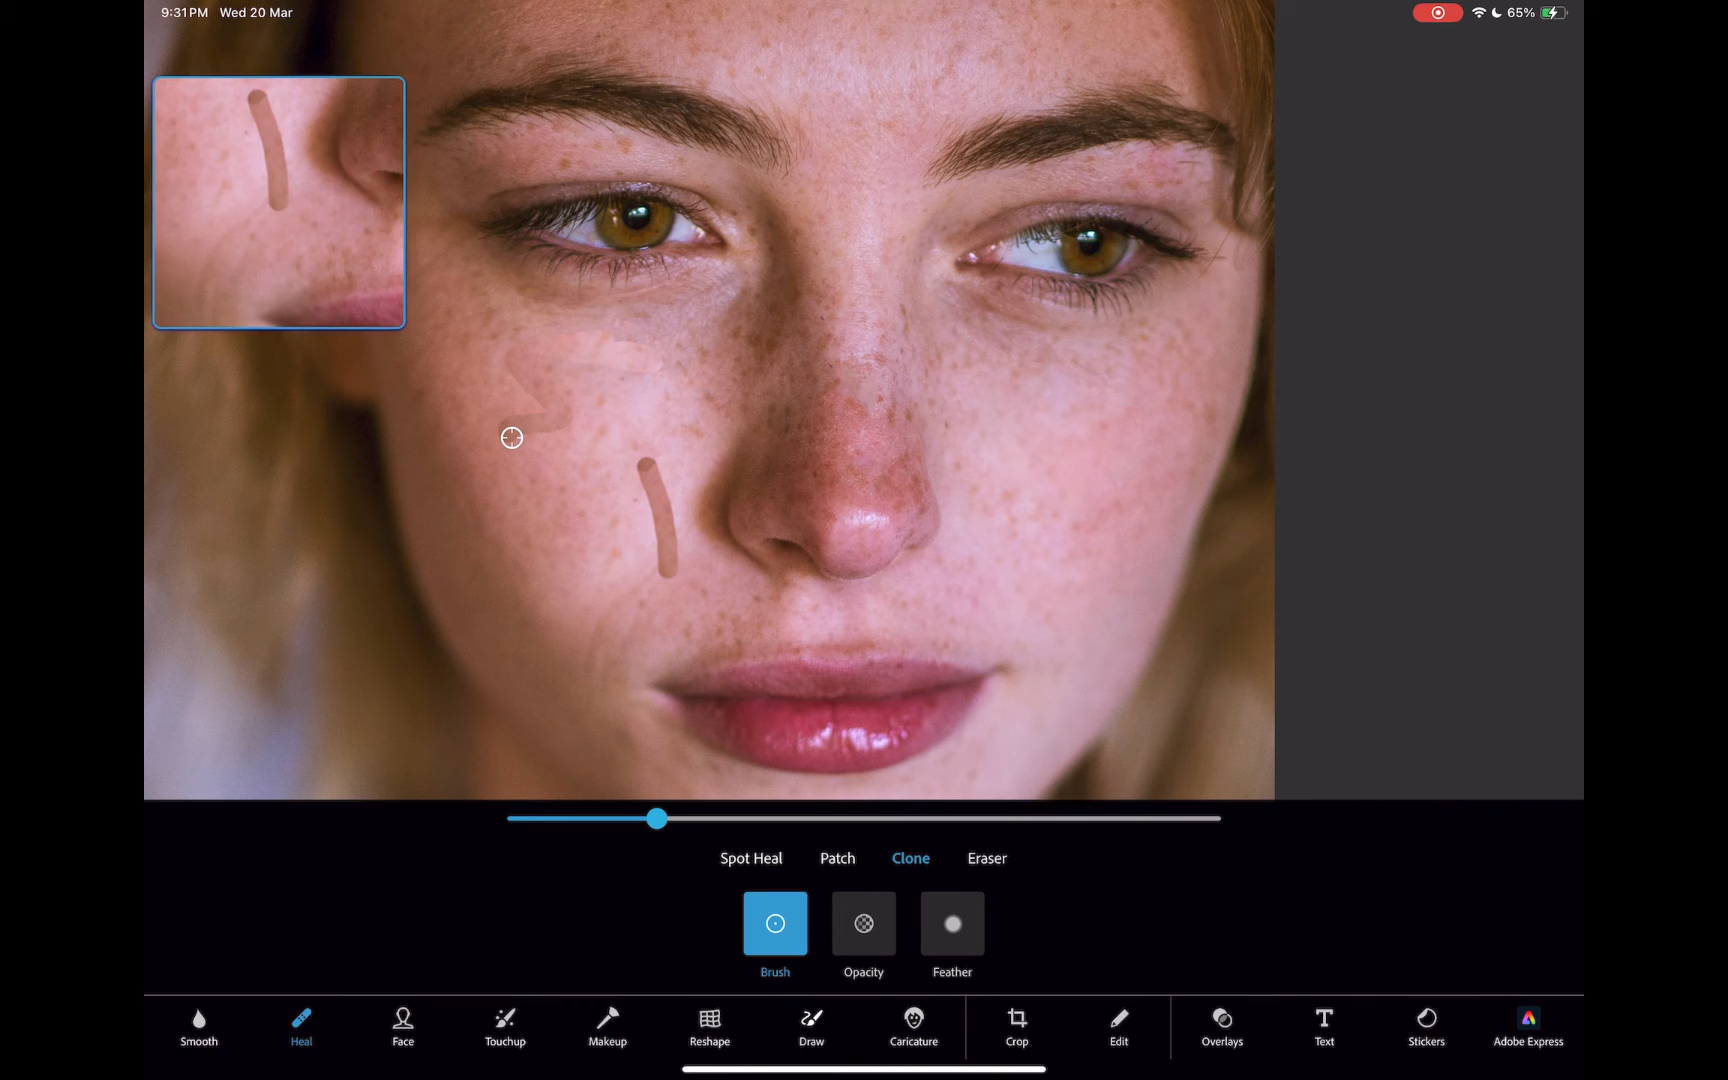 9:31 PM Wed 20 Mar
65%
Spot Heal Patch Clone Eraser
Brush Opacity Feather
Smooth Heal Face Touchup Makeup Reshape Draw Caricature Crop Edit Overlays Text Stickers Adobe Express